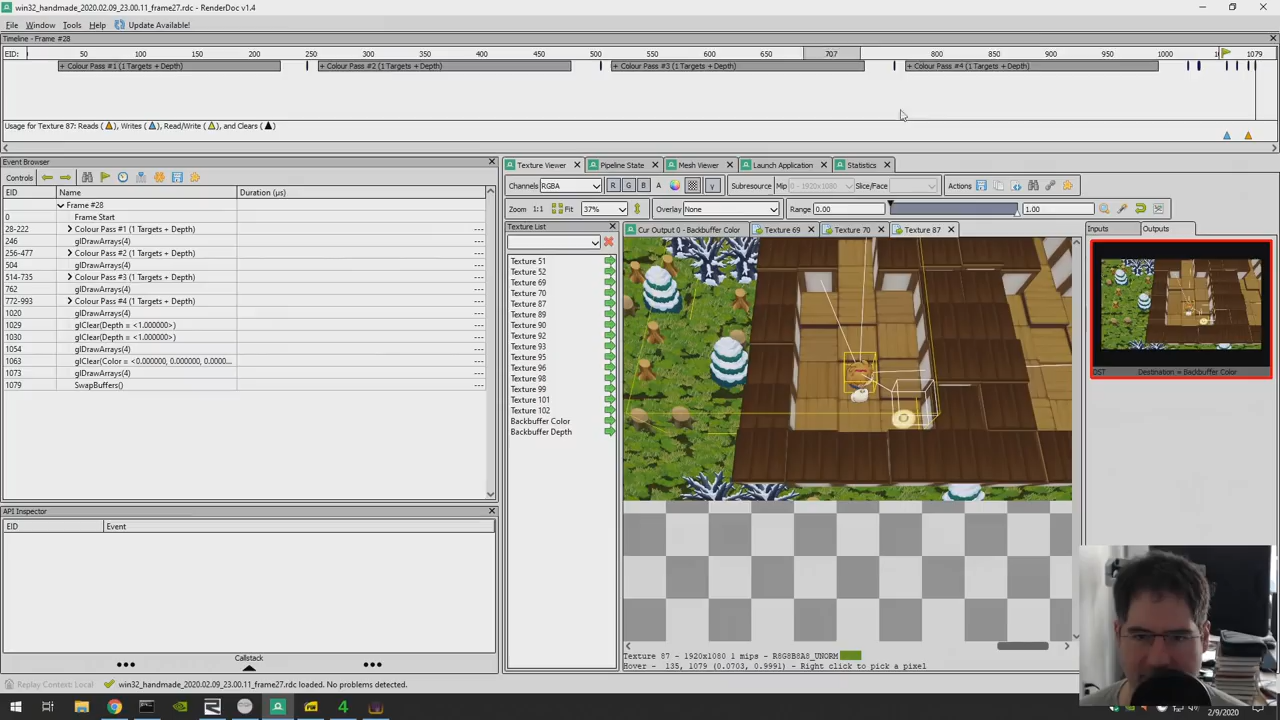 win32_handmade_2020.02.09_23.00.11_frame27.rdc - RenderDoc v1.4
File Window Tools Help Update Available!
Timeline - Frame #28
EID: 50 100 150 200 250 300 350 400 450 500 550 600 650 707 800 850 900 950 1000 1079
+ Colour Pass #1 (1 Targets + Depth) + Colour Pass #2 (1 Targets + Depth) + Colour Pass #3 (1 Targets + Depth) + Colour Pass #4 (1 Targets + Depth)
Usage for Texture 87: Reads ( ), Writes ( ), Read/Write ( ), and Clears ( )
Event Browser
Controls
EID Name Duration (µs)
Frame #28
0 Frame Start
28-222 Colour Pass #1 (1 Targets + Depth)
246 glDrawArrays(4) ---
256-477 Colour Pass #2 (1 Targets + Depth) ---
504 glDrawArrays(4) ---
514-735 Colour Pass #3 (1 Targets + Depth) ---
762 glDrawArrays(4) ---
772-993 Colour Pass #4 (1 Targets + Depth) ---
1020 glDrawArrays(4) ---
1029 glClear(Depth = <1.000000>) ---
1030 glClear(Depth = <1.000000>) ---
1054 glDrawArrays(4) ---
1063 glClear(Color = <0.000000, 0.000000, 0.0000... ---
1073 glDrawArrays(4) ---
1079 SwapBuffers() ---
API Inspector
EID Event
Callstack
Replay Context: Local win32_handmade_2020.02.09_23.00.11_frame27.rdc loaded. No problems detected.
Texture Viewer Pipeline State Mesh Viewer Launch Application Statistics
Channels RGBA R G B A γ Subresource Mip 0 - 1920x1080 Slice/Face Actions
Zoom 1:1 Fit 37% Overlay None Range 0.00 1.00
Texture List
Texture 51
Texture 52
Texture 69
Texture 70
Texture 87
Texture 89
Texture 90
Texture 92
Texture 93
Texture 95
Texture 96
Texture 98
Texture 99
Texture 101
Texture 102
Backbuffer Color
Backbuffer Depth
Cur Output 0 - Backbuffer Color Texture 69 Texture 70 Texture 87
Texture 87 - 1920x1080 1 mips - R8G8B8A8_UNORM
Hover - 135, 1079 (0.0703, 0.9991) - Right click to pick a pixel
Inputs Outputs
DST Destination = Backbuffer Color
2/9/2020